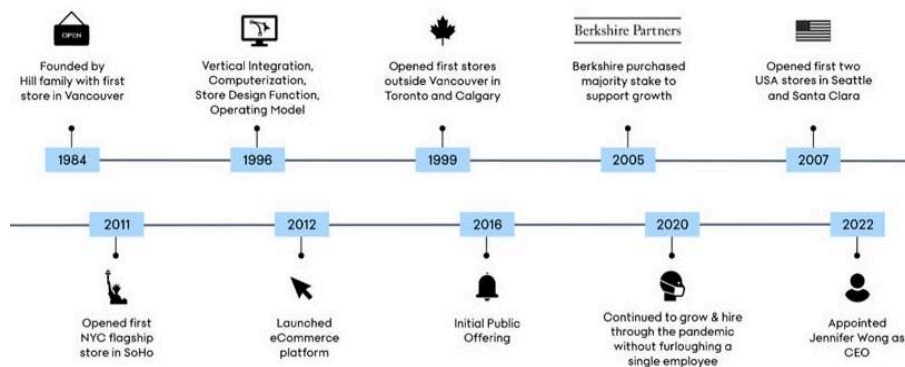 OPEN
Founded by
Hill family with first
store in Vancouver
Vertical Integration,
Computerization,
Store Design Function,
Operating Model
Opened first stores
outside Vancouver in
Toronto and Calgary
Berkshire Partners
Berkshire purchased
majority stake to
support growth
Opened first two
USA stores in Seattle
and Santa Clara
1984
1996
1999
2005
2007
2011
2012
2016
2020
2022
Opened first
NYC flagship
store in SoHo
Launched
eCommerce
platform
Initial Public
Offering
Continued to grow & hire
through the pandemic
without furloughing a
single employee
Appointed
Jennifer Wong as
CEO